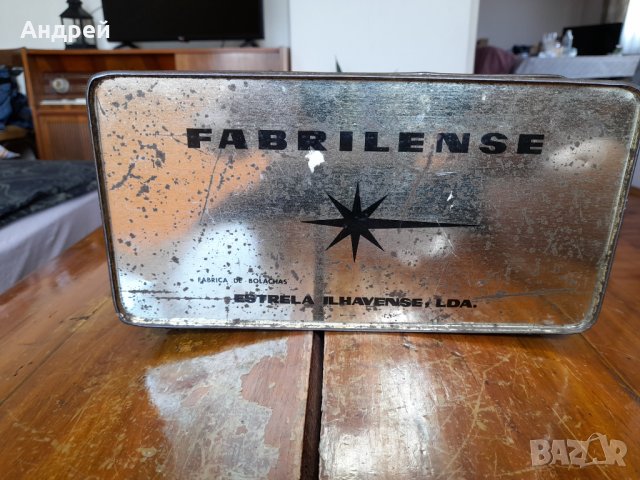 Андрей
FABRILENSE
FABRICA DE BOLACHAS
ESTRELA ILHAVENSE, LDA.
BAZAR